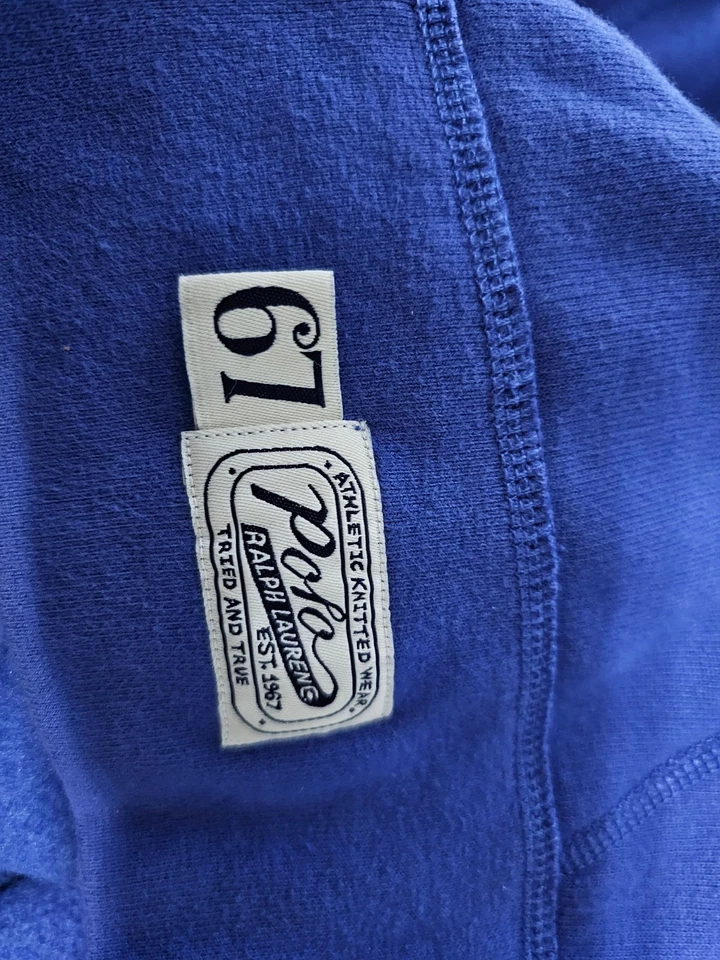 67
ATHLETIC KNITTED WEAR
Polo
RALPH LAUREN
EST. 1967
TRIED AND TRUE